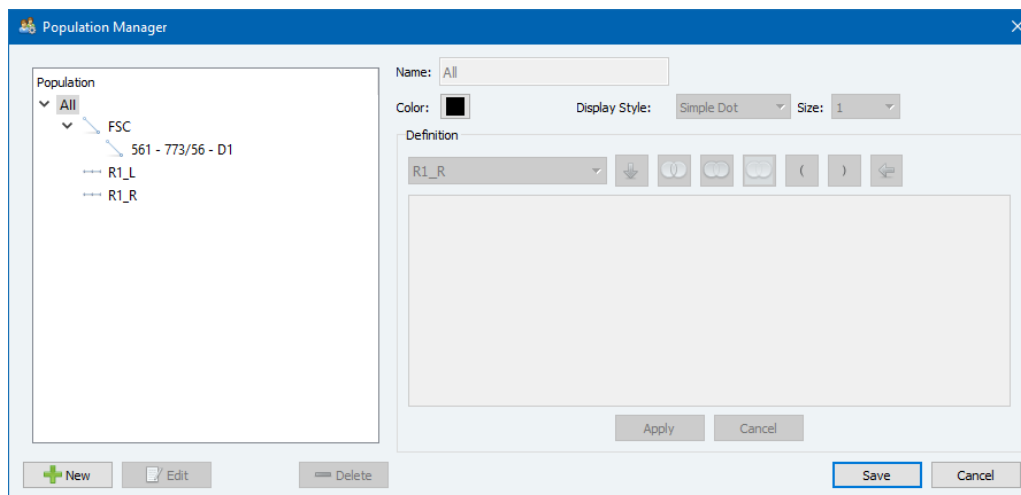 Population Manager
Population
All
FSC
561 - 773/56 - D1
R1_L
R1_R
Name: All
Color: Display Style: Simple Dot Size: 1
Definition
R1_R ( )
Apply Cancel
New Edit Delete Save Cancel